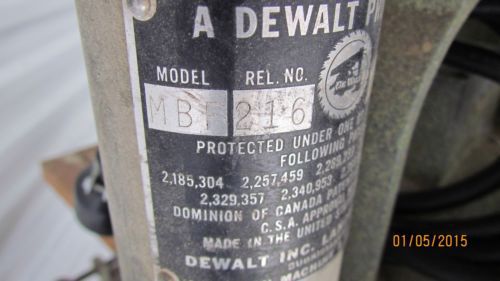 A DEWALT
MODEL REL. NO.
MBF 216
PROTECTED UNDER ONE
FOLLOWING
2,185,304 2,257,459
2,329,357 2,340,953
DOMINION OF CANADA
C.S.A.
MADE IN THE UNITED
DEWALT INC.
MACHINE
01/05/2015